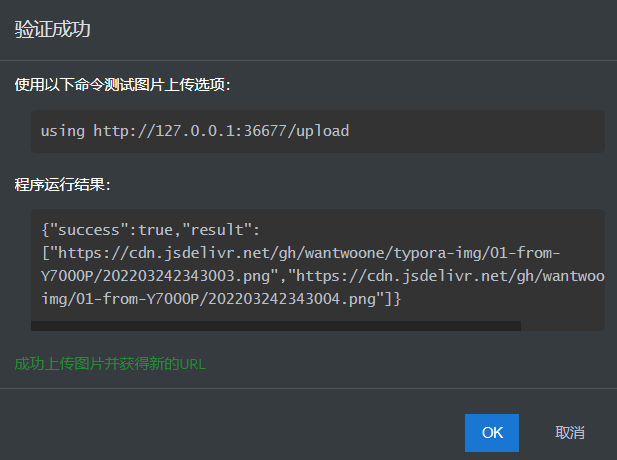 验证成功
使用以下命令测试图片上传选项：
using http://127.0.0.1:36677/upload
程序运行结果：
{"success":true,"result":
["https://cdn.jsdelivr.net/gh/wantwoone/typora-img/01-from-
Y7000P/202203242343003.png","https://cdn.jsdelivr.net/gh/wantwoo
img/01-from-Y7000P/202203242343004.png"]}
成功上传图片并获得新的URL
OK
取消